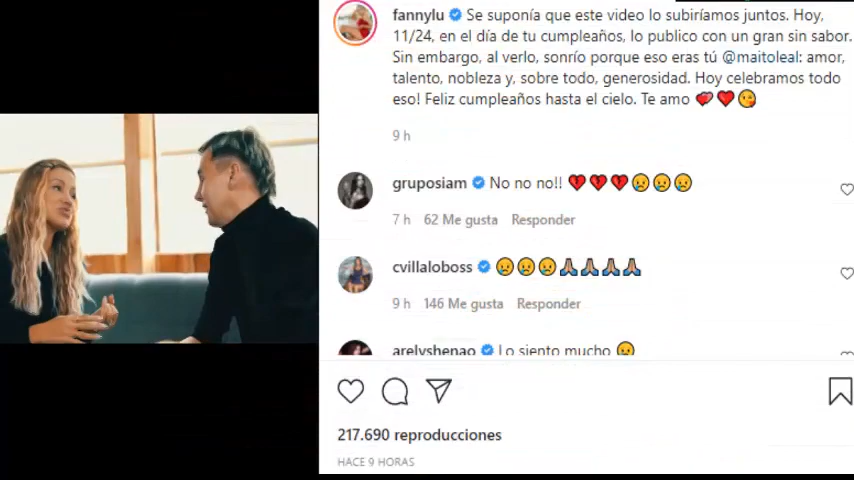 fannylu Se suponía que este video lo subiríamos juntos. Hoy,
11/24, en el día de tu cumpleaños, lo publico con un gran sin sabor.
Sin embargo, al verlo, sonrío porque eso eras tú @maitoleal: amor,
talento, nobleza y, sobre todo, generosidad. Hoy celebramos todo
eso! Feliz cumpleaños hasta el cielo. Te amo 💞❤️😘
9 h
gruposiam No no no!! 💔💔💔😢😢😢
7 h 62 Me gusta Responder
cvillaloboss 😢😢😢🙏🏽🙏🏽🙏🏽🙏🏽
9 h 146 Me gusta Responder
arelyshenao Lo siento mucho 😢
217.690 reproducciones
HACE 9 HORAS